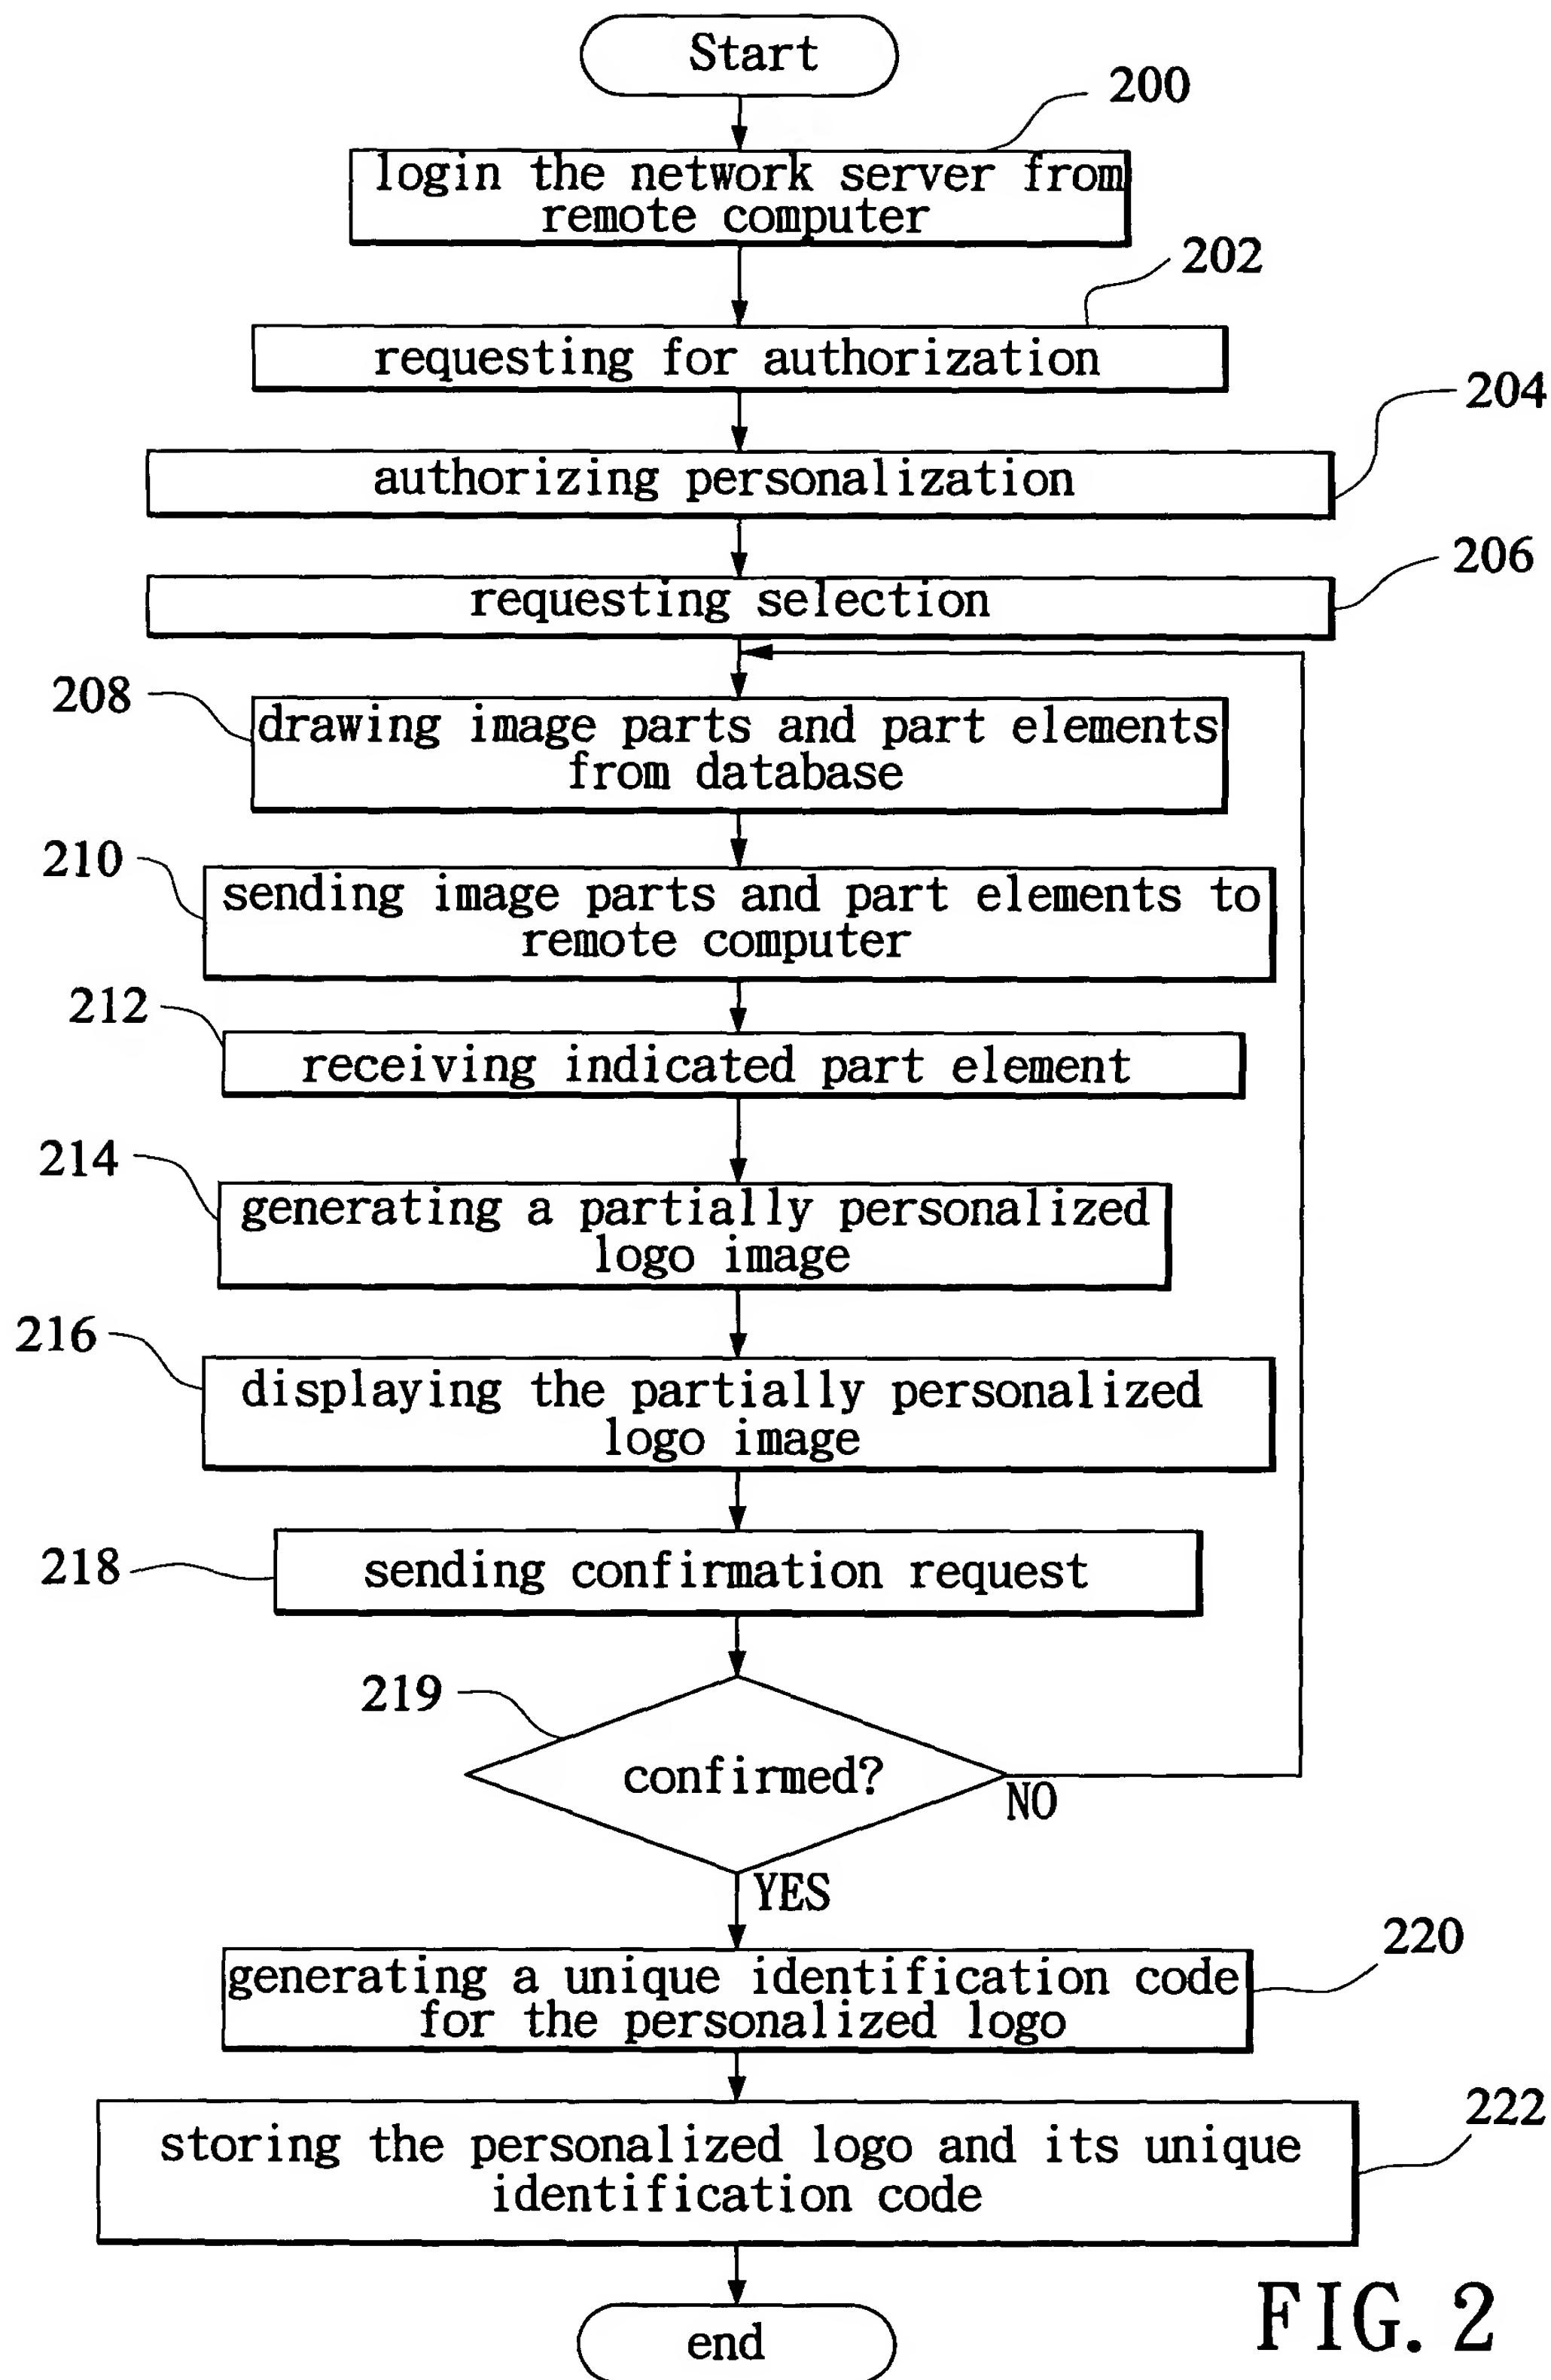 Start
200
login the network server from
remote computer
202
requesting for authorization
204
authorizing personalization
206
requesting selection
208
drawing image parts and part elements
from database
210
sending image parts and part elements to
remote computer
212
receiving indicated part element
214
generating a partially personalized
logo image
216
displaying the partially personalized
logo image
218
sending confirmation request
219
confirmed?
NO
YES
220
generating a unique identification code
for the personalized logo
222
storing the personalized logo and its unique
identification code
end
FIG. 2